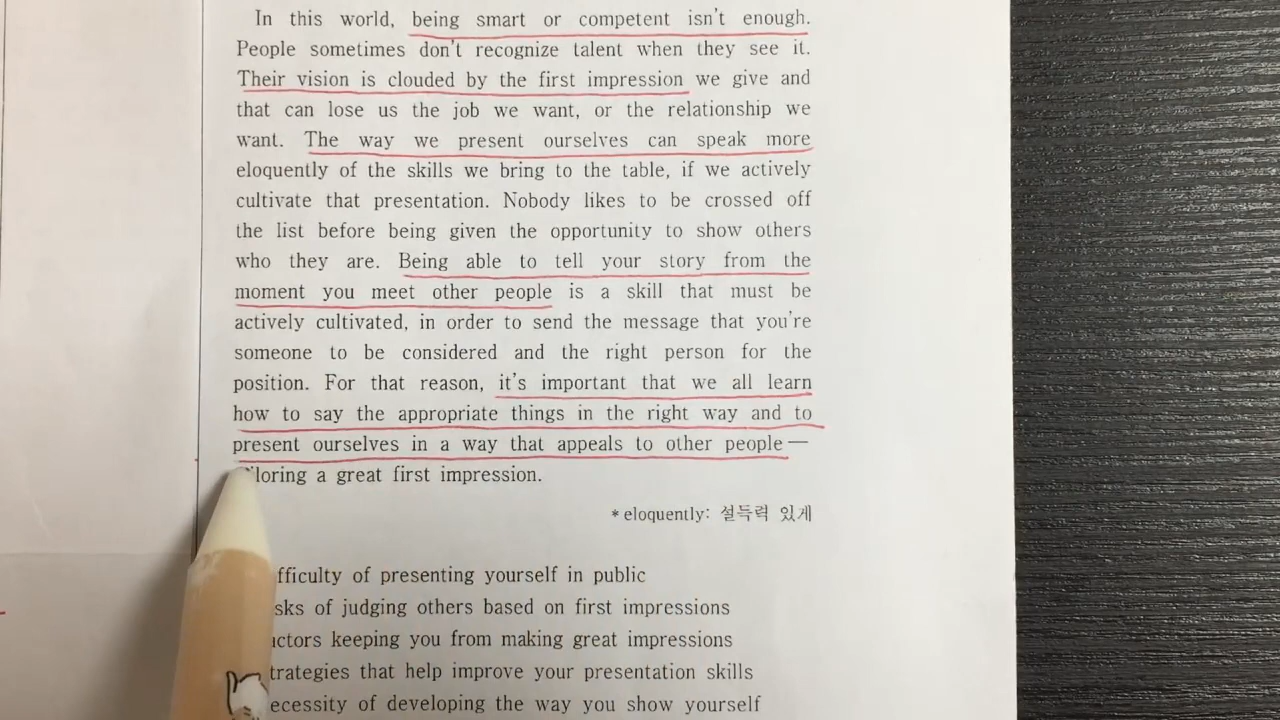 In this world, being smart or competent isn't enough.
People sometimes don't recognize talent when they see it.
Their vision is clouded by the first impression we give and
that can lose us the job we want, or the relationship we
want. The way we present ourselves can speak more
eloquently of the skills we bring to the table, if we actively
cultivate that presentation. Nobody likes to be crossed off
the list before being given the opportunity to show others
who they are. Being able to tell your story from the
moment you meet other people is a skill that must be
actively cultivated, in order to send the message that you're
someone to be considered and the right person for the
position. For that reason, it's important that we all learn
how to say the appropriate things in the right way and to
present ourselves in a way that appeals to other people—
a great first impression.
* eloquently: 설득력 있게
of presenting yourself in public
of judging others based on first impressions
keeping you from making great impressions
that help improve your presentation skills
of developing the way you show yourself